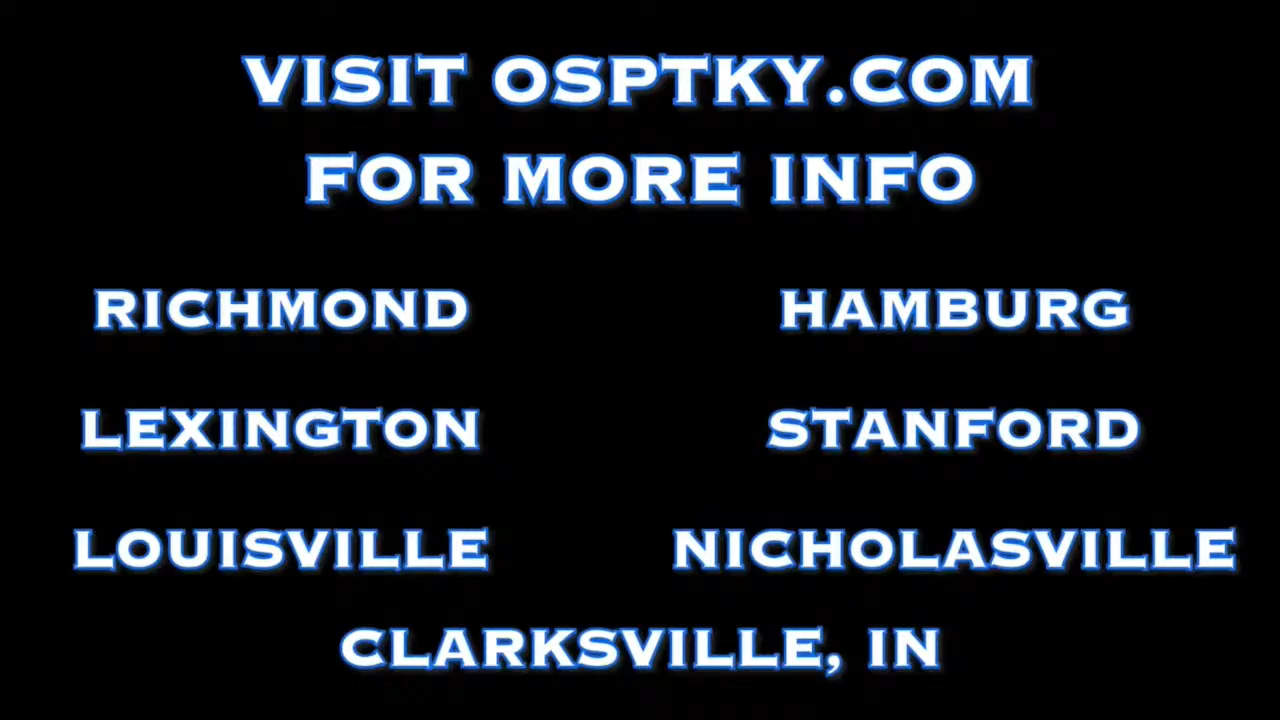 VISIT OSPTKY.COM
FOR MORE INFO
RICHMOND
HAMBURG
LEXINGTON
STANFORD
LOUISVILLE
NICHOLASVILLE
CLARKSVILLE, IN